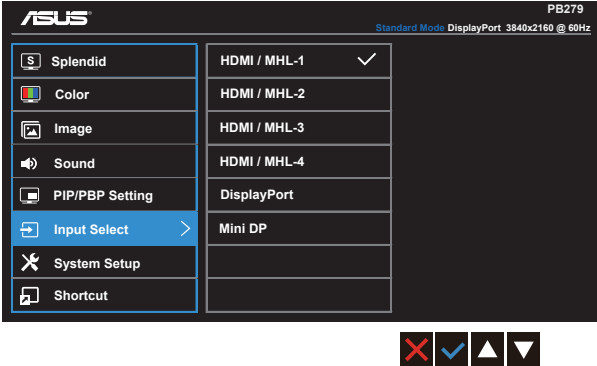 ASUS
PB279
Standard Mode DisplayPort 3840x2160 @ 60Hz
S Splendid
Color
Image
Sound
PIP/PBP Setting
Input Select
System Setup
Shortcut
HDMI / MHL-1
HDMI / MHL-2
HDMI / MHL-3
HDMI / MHL-4
DisplayPort
Mini DP